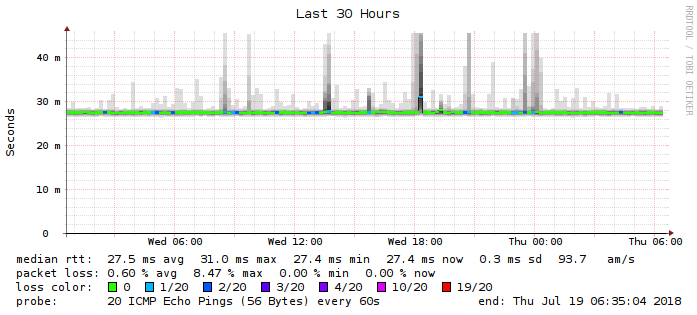 Last 30 Hours
RRDTOOL / TOBI OETIKER
Seconds
40 m
30 m
20 m
10 m
0
Wed 06:00 Wed 12:00 Wed 18:00 Thu 00:00 Thu 06:00
median rtt: 27.5 ms avg 31.0 ms max 27.4 ms min 27.4 ms now 0.3 ms sd 93.7 am/s
packet loss: 0.60 % avg 8.47 % max 0.00 % min 0.00 % now
loss color: 0 1/20 2/20 3/20 4/20 10/20 19/20
probe: 20 ICMP Echo Pings (56 Bytes) every 60s end: Thu Jul 19 06:35:04 2018